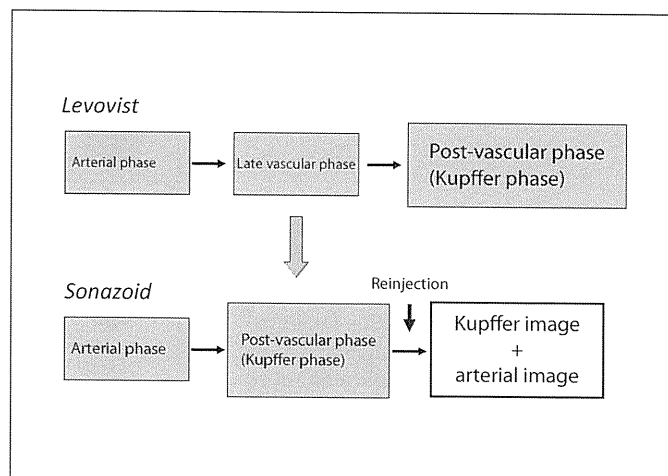 Levovist
Arterial phase
Late vascular phase
Post-vascular phase
(Kupffer phase)
Sonazoid
Reinjection
Arterial phase
Post-vascular phase
(Kupffer phase)
Kupffer image
+
arterial image